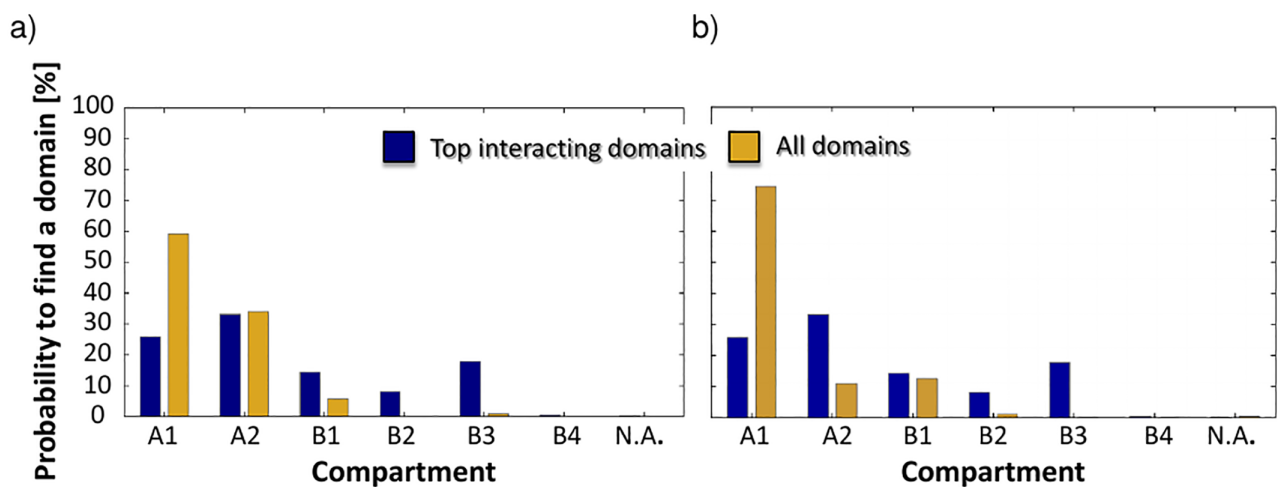 a)
b)
Probability to find a domain [%]
100
90
80
70
60
50
40
30
20
10
0
Top interacting domains
All domains
A1 A2 B1 B2 B3 B4 N.A.
A1 A2 B1 B2 B3 B4 N.A.
Compartment
Compartment